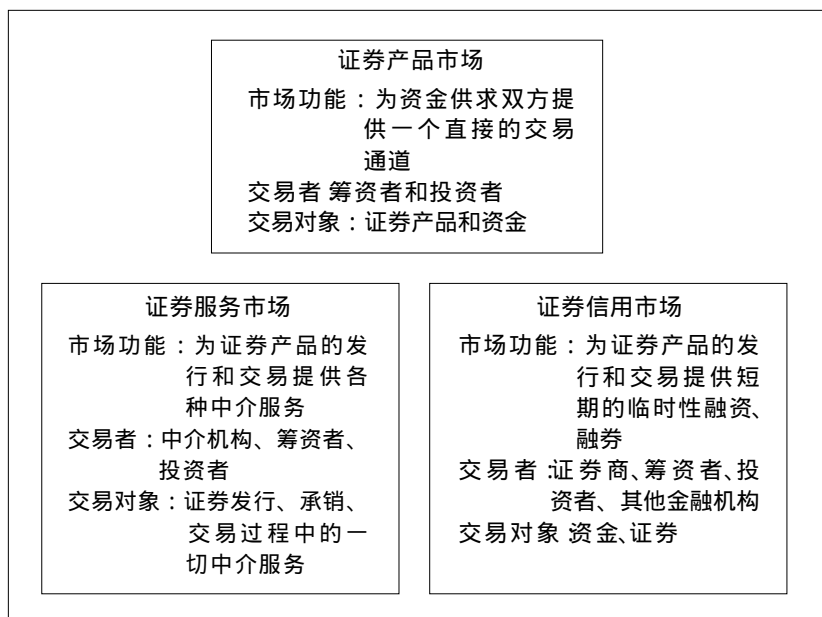 证券产品市场
市场功能：为资金供求双方提
供一个直接的交易
通道
交易者：筹资者和投资者
交易对象：证券产品和资金
证券服务市场
市场功能：为证券产品的发
行和交易提供各
种中介服务
交易者：中介机构、筹资者、
投资者
交易对象：证券发行、承销、
交易过程中的一
切中介服务
证券信用市场
市场功能：为证券产品的发
行和交易提供短
期的临时性融资、
融券
交易者：证券商、筹资者、投
资者、其他金融机构
交易对象：资金、证券